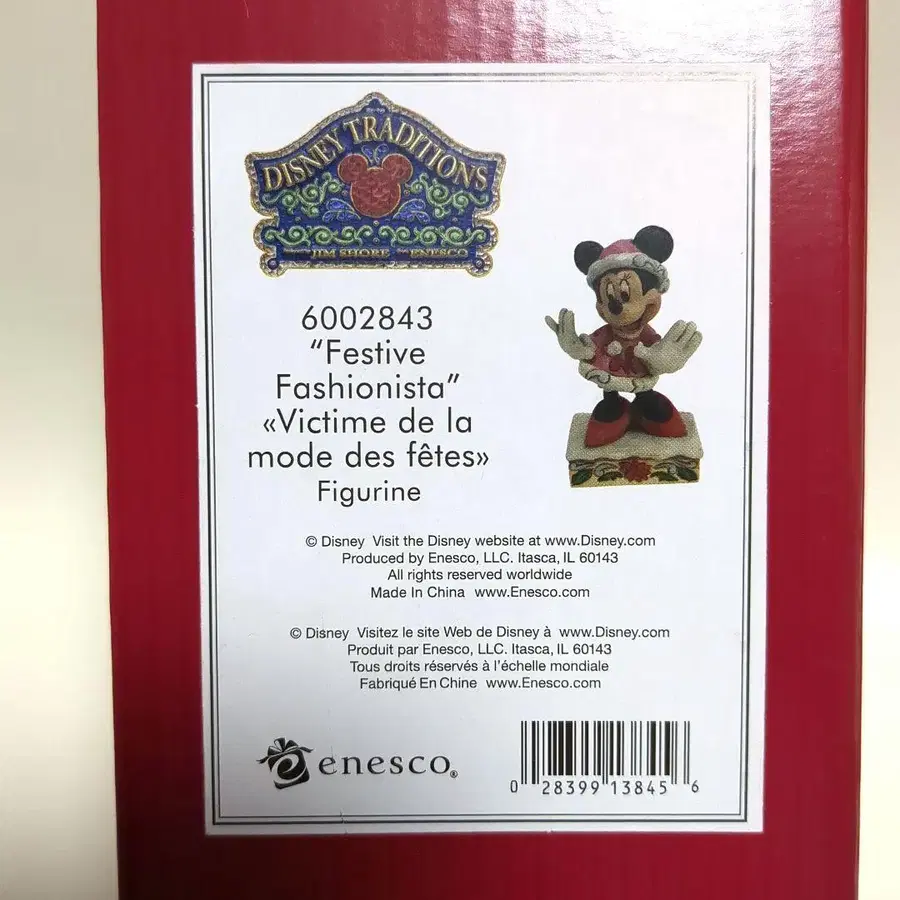 DISNEY TRADITIONS
JIM SHORE ENESCO
6002843
“Festive
Fashionista”
«Victime de la
mode des fêtes»
Figurine
© Disney Visit the Disney website at www.Disney.com
Produced by Enesco, LLC. Itasca, IL 60143
All rights reserved worldwide
Made In China www.Enesco.com
© Disney Visitez le site Web de Disney à www.Disney.com
Produit par Enesco, LLC. Itasca, IL 60143
Tous droits réservés à l’échelle mondiale
Fabriqué En Chine www.Enesco.com
enesco®
0 28399 13845 6